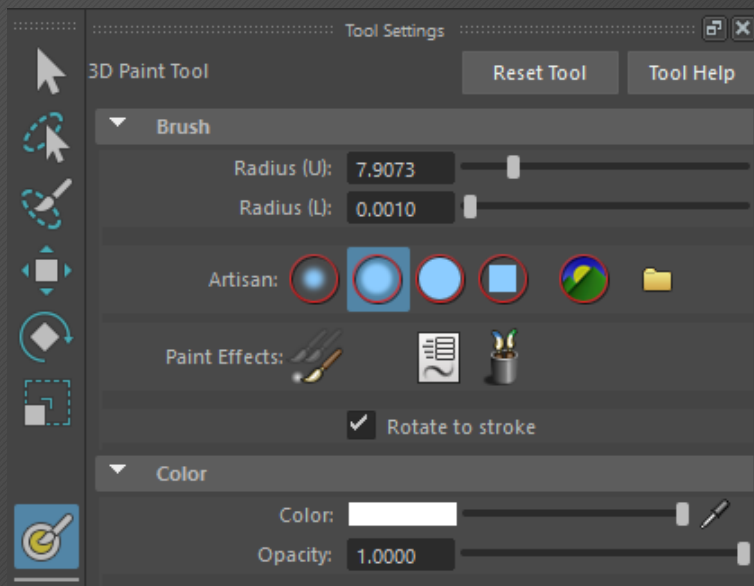 Tool Settings
3D Paint Tool Reset Tool Tool Help
Brush
Radius (U): 7.9073
Radius (L): 0.0010
Artisan:
Paint Effects:
Rotate to stroke
Color
Color:
Opacity: 1.0000